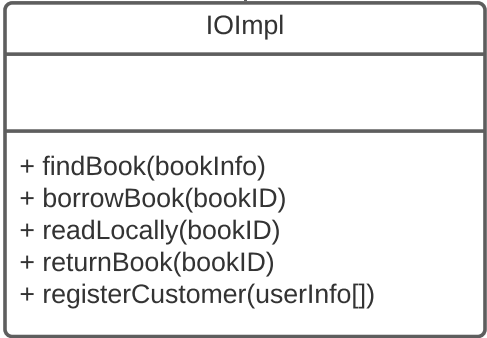 IOImpl
+ findBook(bookInfo)
+ borrowBook(bookID)
+ readLocally(bookID)
+ returnBook(bookID)
+ registerCustomer(userInfo[])